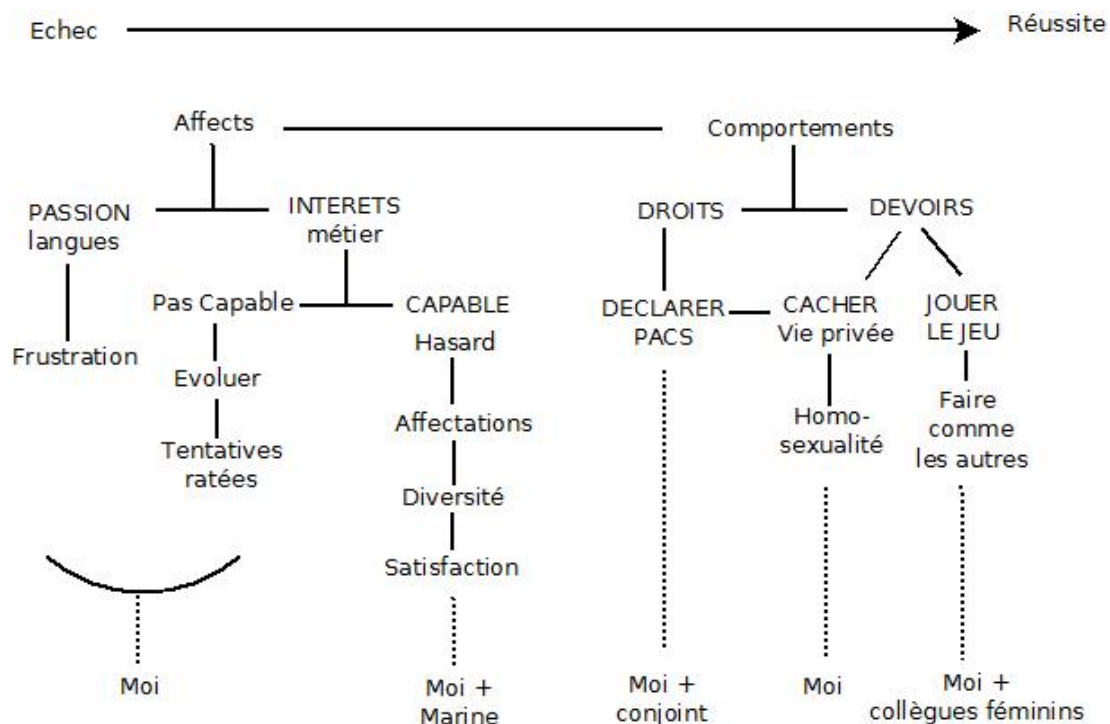 Echec
Réussite
Affects
Comportements
PASSION
langues
INTERETS
métier
DROITS
DEVOIRS
Pas Capable
CAPABLE
Hasard
DECLARER
PACS
CACHER
Vie privée
JOUER
LE JEU
Frustration
Evoluer
Tentatives
ratées
Affectations
Diversité
Satisfaction
Homo-
sexualité
Faire
comme
les autres
Moi
Moi +
Marine
Moi +
conjoint
Moi
Moi +
collègues féminins